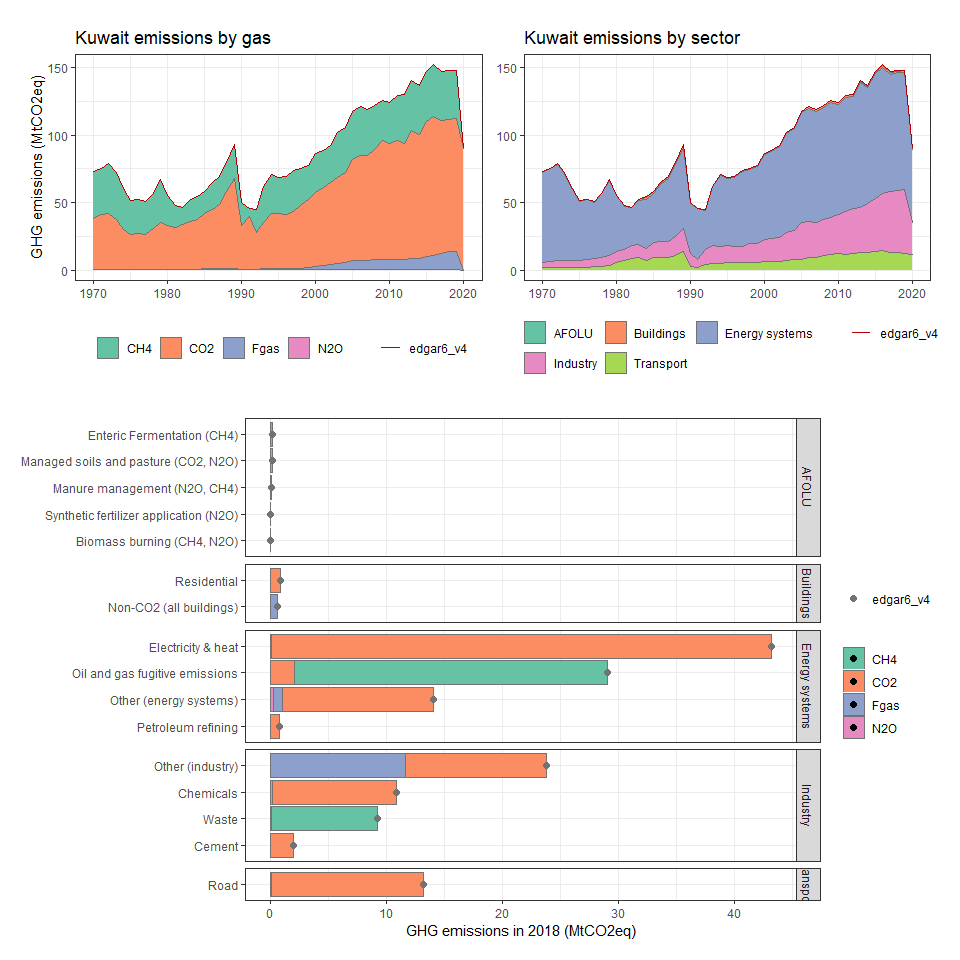 Kuwait emissions by gas
GHG emissions (MtCO2eq)
150
100
50
0
1970
1980
1990
2000
2010
2020
CH4
CO2
Fgas
N2O
edgar6_v4
Kuwait emissions by sector
150
100
50
0
1970
1980
1990
2000
2010
2020
AFOLU
Buildings
Energy systems
edgar6_v4
Industry
Transport
Enteric Fermentation (CH4)
Managed soils and pasture (CO2, N2O)
Manure management (N2O, CH4)
Synthetic fertilizer application (N2O)
Biomass burning (CH4, N2O)
AFOLU
Residential
Non-CO2 (all buildings)
Buildings
Electricity & heat
Oil and gas fugitive emissions
Other (energy systems)
Petroleum refining
Energy systems
Other (industry)
Chemicals
Waste
Cement
Industry
Road
anspo
0
10
20
30
40
GHG emissions in 2018 (MtCO2eq)
edgar6_v4
CH4
CO2
Fgas
N2O